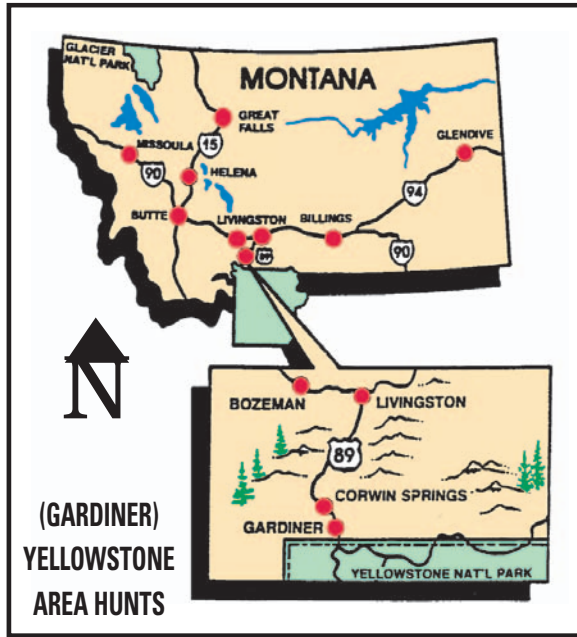 GLACIER
NAT'L PARK
MONTANA
GREAT
FALLS
MISSOULA
15
GLENDIVE
90
HELENA
94
BUTTE
LIVINGSTON
BILLINGS
89
90
N
BOZEMAN
LIVINGSTON
89
CORWIN SPRINGS
GARDINER
YELLOWSTONE NAT'L PARK
(GARDINER)
YELLOWSTONE
AREA HUNTS